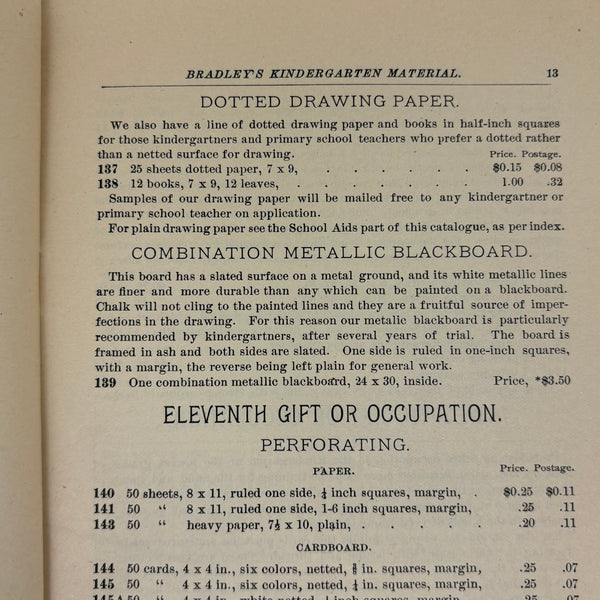 BRADLEY'S KINDERGARTEN MATERIAL. 13
DOTTED DRAWING PAPER.
We also have a line of dotted drawing paper and books in half-inch squares
for those kindergartners and primary school teachers who prefer a dotted rather
than a netted surface for drawing. Price. Postage.
137 25 sheets dotted paper, 7 x 9, . . . . . . $0.15 $0.08
138 12 books, 7 x 9, 12 leaves, . . . . . . . 1.00 .32
Samples of our drawing paper will be mailed free to any kindergartner or
primary school teacher on application.
For plain drawing paper see the School Aids part of this catalogue, as per index.
COMBINATION METALLIC BLACKBOARD.
This board has a slated surface on a metal ground, and its white metallic lines
are finer and more durable than any which can be painted on a blackboard.
Chalk will not cling to the painted lines and they are a fruitful source of imper-
fections in the drawing. For this reason our metalic blackboard is particularly
recommended by kindergartners, after several years of trial. The board is
framed in ash and both sides are slated. One side is ruled in one-inch squares,
with a margin, the reverse being left plain for general work.
139 One combination metallic blackboard, 24 x 30, inside. Price, *$3.50
ELEVENTH GIFT OR OCCUPATION.
PERFORATING.
PAPER. Price. Postage.
140 50 sheets, 8 x 11, ruled one side, ¼ inch squares, margin, . $0.25 $0.11
141 50 “ 8 x 11, ruled one side, 1-6 inch squares, margin, .25 .11
143 50 “ heavy paper, 7½ x 10, plain, . . . . . .20 .11
CARDBOARD.
144 50 cards, 4 x 4 in., six colors, netted, in. squares, margin, .25 .07
145 50 “ 4 x 4 in., six colors, netted, ¼ in. squares, margin, .25 .07